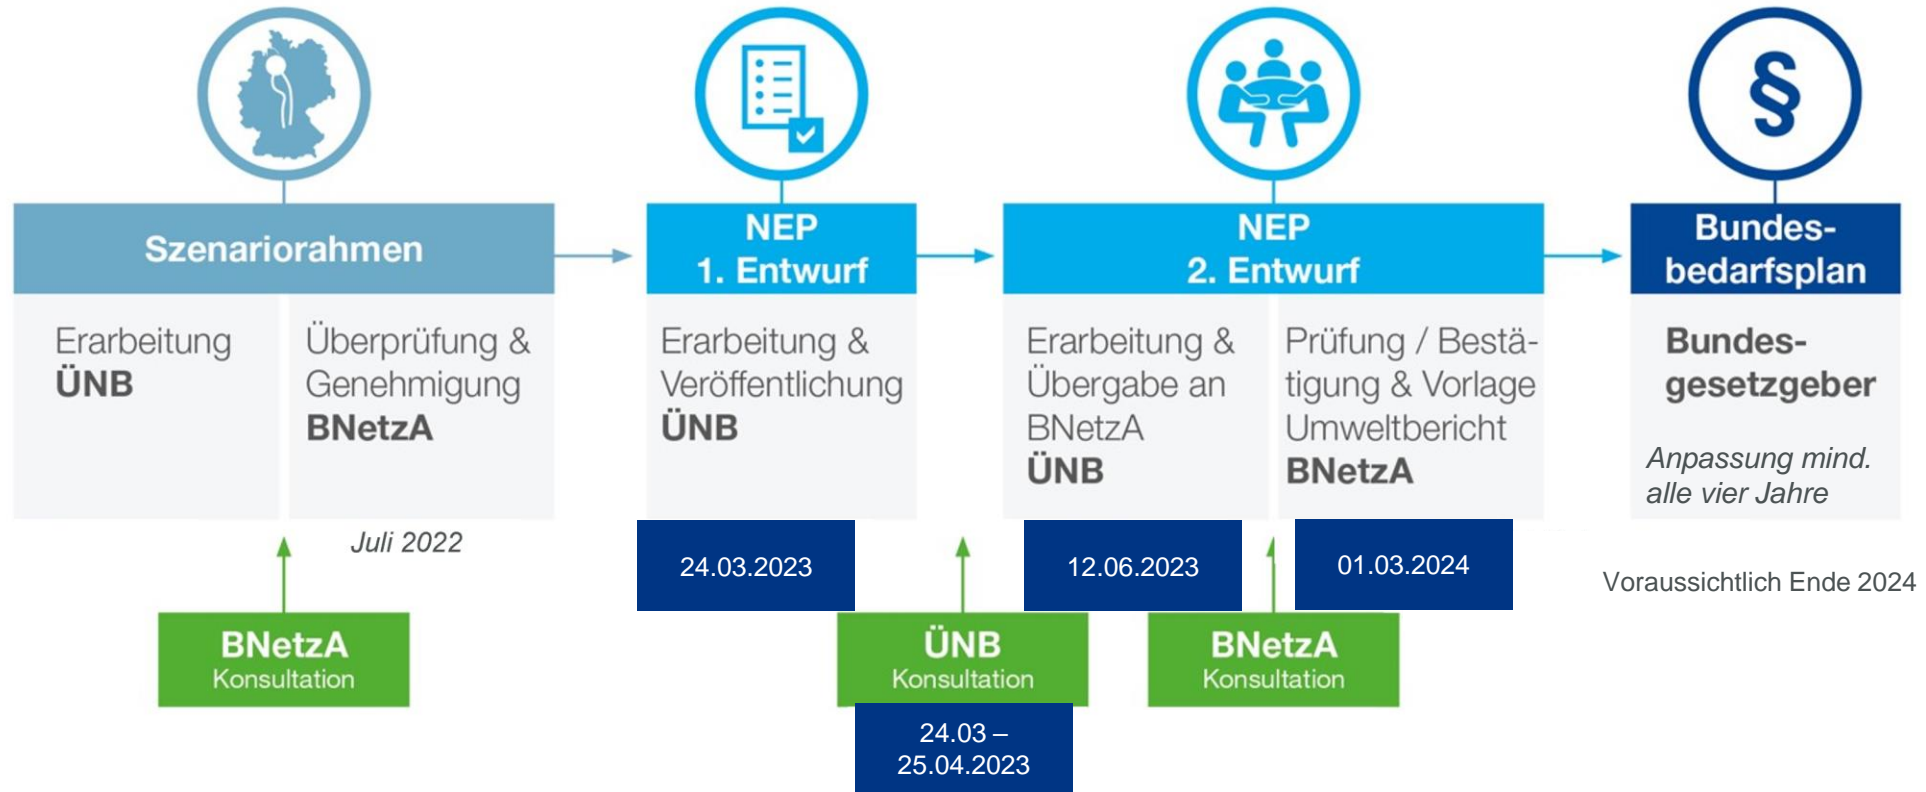 §
Szenariorahmen
Erarbeitung
ÜNB
Überprüfung &
Genehmigung
BNetzA
Juli 2022
BNetzA
Konsultation
NEP
1. Entwurf
Erarbeitung &
Veröffentlichung
ÜNB
24.03.2023
ÜNB
Konsultation
24.03 –
25.04.2023
NEP
2. Entwurf
Erarbeitung &
Übergabe an
BNetzA
ÜNB
12.06.2023
Prüfung / Bestä-
tigung & Vorlage
Umweltbericht
BNetzA
01.03.2024
BNetzA
Konsultation
Bundes-
bedarfsplan
Bundes-
gesetzgeber
Anpassung mind.
alle vier Jahre
Voraussichtlich Ende 2024